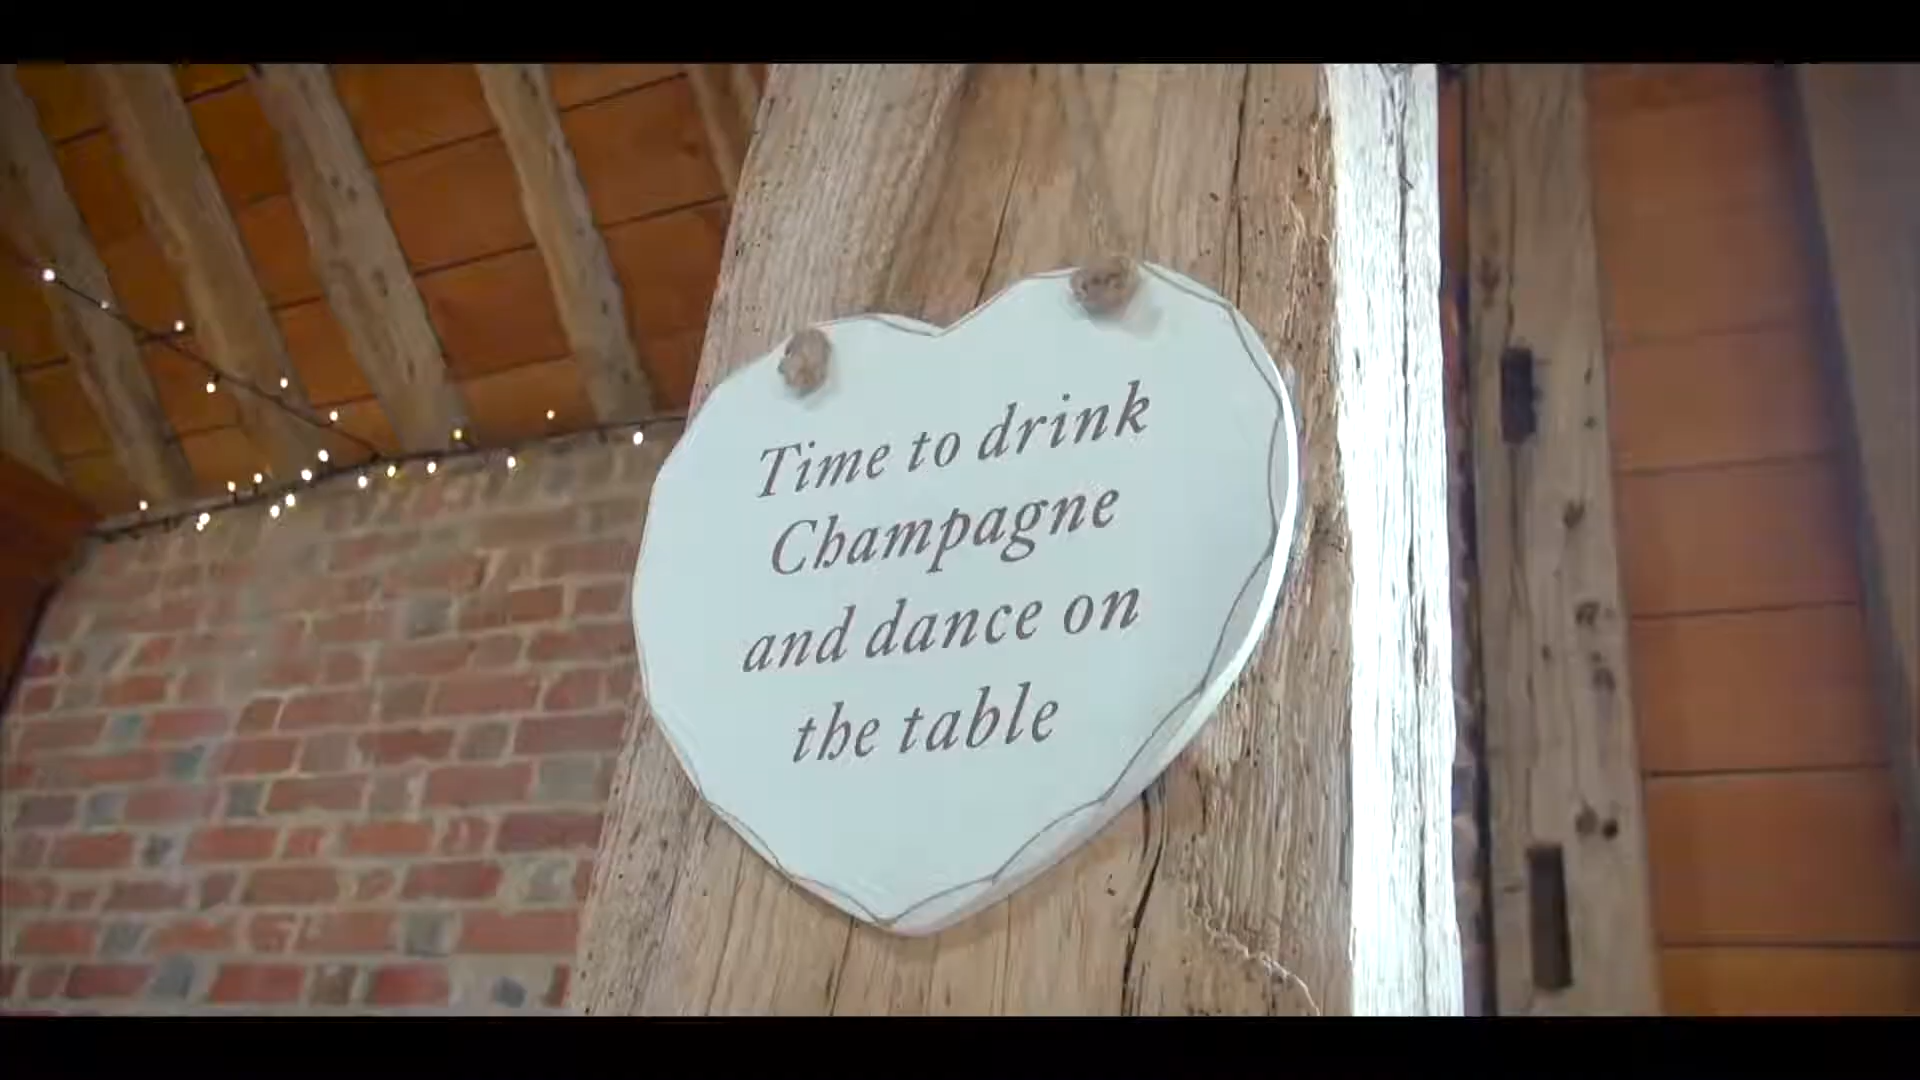 Time to drink
Champagne
and dance on
the table